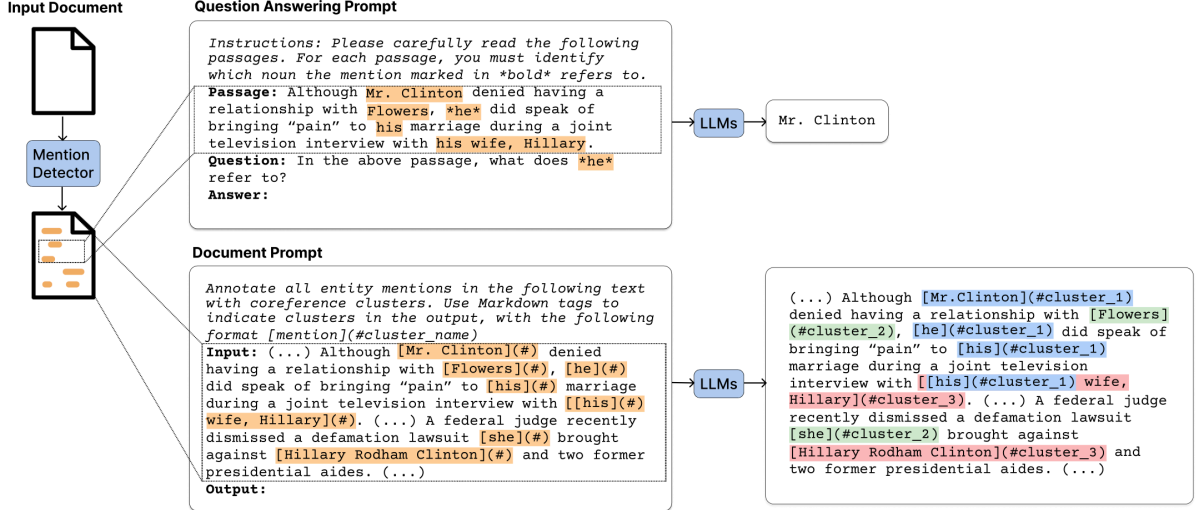 Input Document
Mention
Detector
Question Answering Prompt
Instructions: Please carefully read the following
passages. For each passage, you must identify
which noun the mention marked in *bold* refers to.
Passage: Although Mr. Clinton denied having a
relationship with Flowers, *he* did speak of
bringing “pain” to his marriage during a joint
television interview with his wife, Hillary.
Question: In the above passage, what does *he*
refer to?
Answer:
LLMs
Mr. Clinton
Document Prompt
Annotate all entity mentions in the following text
with coreference clusters. Use Markdown tags to
indicate clusters in the output, with the following
format [mention](#cluster_name)
Input: (...) Although [Mr. Clinton](#) denied
having a relationship with [Flowers](#), [he](#)
did speak of bringing “pain” to [his](#) marriage
during a joint television interview with [[his](#)
wife, Hillary](#). (...) A federal judge recently
dismissed a defamation lawsuit [she](#) brought
against [Hillary Rodham Clinton](#) and two former
presidential aides. (...)
Output:
LLMs
(...) Although [Mr.Clinton](#cluster_1)
denied having a relationship with [Flowers]
(#cluster_2), [he](#cluster_1) did speak of
bringing “pain” to [his](#cluster_1)
marriage during a joint television
interview with [[his](#cluster_1) wife,
Hillary](#cluster_3). (...) A federal judge
recently dismissed a defamation lawsuit
[she](#cluster_2) brought against
[Hillary Rodham Clinton](#cluster_3) and
two former presidential aides. (...)